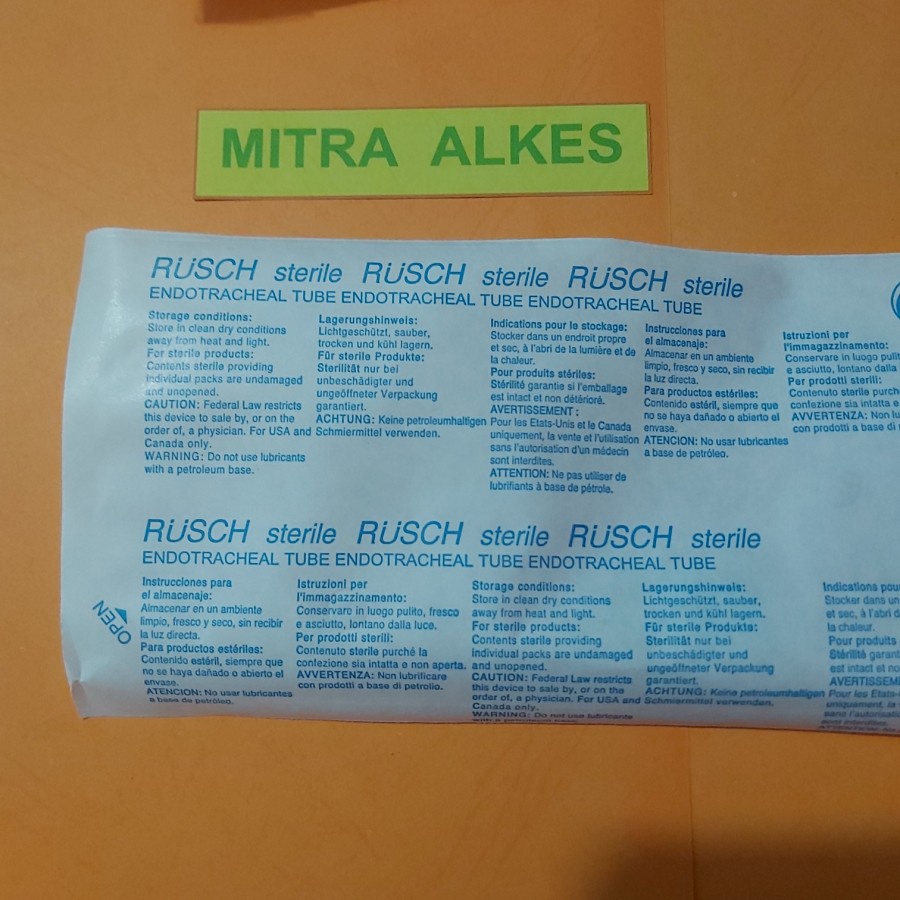 MITRA ALKES
RÜSCH sterile RÜSCH sterile RÜSCH sterile
ENDOTRACHEAL TUBE ENDOTRACHEAL TUBE ENDOTRACHEAL TUBE
Storage conditions:
Store in clean dry conditions
away from heat and light.
For sterile products:
Contents sterile providing
individual packs are undamaged
and unopened.
CAUTION: Federal Law restricts
this device to sale by, or on the
order of, a physician. For USA and
Canada only.
WARNING: Do not use lubricants
with a petroleum base.
Lagerungshinweis:
Lichtgeschützt, sauber,
trocken und kühl lagern.
Für sterile Produkte:
Sterilität nur bei
unbeschädigter und
ungeöffneter Verpackung
garantiert.
ACHTUNG: Keine petroleumhaltigen
Schmiermittel verwenden.
Indications pour le stockage:
Stocker dans un endroit propre
et sec, à l'abri de la lumière et de
la chaleur.
Pour produits stériles:
Stérilité garantie si l'emballage
est intact et non détérioré.
AVERTISSEMENT :
Pour les Etats-Unis et le Canada
uniquement, la vente et l'utilisation
sans l'autorisation d'un médecin
sont interdites.
ATTENTION: Ne pas utiliser de
lubrifiants à base de pétrole.
Instrucciones para
el almacenaje:
Almacenar en un ambiente
limpio, fresco y seco, sin recibir
la luz directa.
Para productos estériles:
Contenido estéril, siempre que
no se haya dañado o abierto el
envase.
ATENCION: No usar lubricantes
a base de petróleo.
Istruzioni per
l'immagazzinamento:
Conservare in luogo
e asciutto, lontano dalla
Per prodotti sterili:
Contenuto sterile
confezione sia intatta e
AVVERTENZA: Non
con prodotti a base di
RÜSCH sterile RÜSCH sterile RÜSCH sterile
ENDOTRACHEAL TUBE ENDOTRACHEAL TUBE ENDOTRACHEAL TUBE
OPEN
Instrucciones para
el almacenaje:
Almacenar en un ambiente
limpio, fresco y seco, sin recibir
la luz directa.
Para productos estériles:
Contenido estéril, siempre que
no se haya dañado o abierto el
envase.
ATENCION: No usar lubricantes
a base de petróleo.
Istruzioni per
l'immagazzinamento:
Conservare in luogo pulito, fresco
e asciutto, lontano dalla luce.
Per prodotti sterili:
Contenuto sterile purché la
confezione sia intatta e non aperta.
AVVERTENZA: Non lubrificare
con prodotti a base di petrolio.
Storage conditions:
Store in clean dry conditions
away from heat and light.
For sterile products:
Contents sterile providing
individual packs are undamaged
and unopened.
CAUTION: Federal Law restricts
this device to sale by, or on the
order of, a physician. For USA and
Canada only.
WARNING: Do not use lubricants
with a petroleum base.
Lagerungshinweis:
Lichtgeschützt, sauber,
trocken und kühl lagern.
Für sterile Produkte:
Sterilität nur bei
unbeschädigter und
ungeöffneter Verpackung
garantiert.
ACHTUNG: Keine petroleumhaltigen
Schmiermittel verwenden.
Indications
Stocker dans
et sec, à l'abri
la chaleur.
Pour produits
Stérilité
est intact et
Pour les
uniquement,
sans
sont interdites.